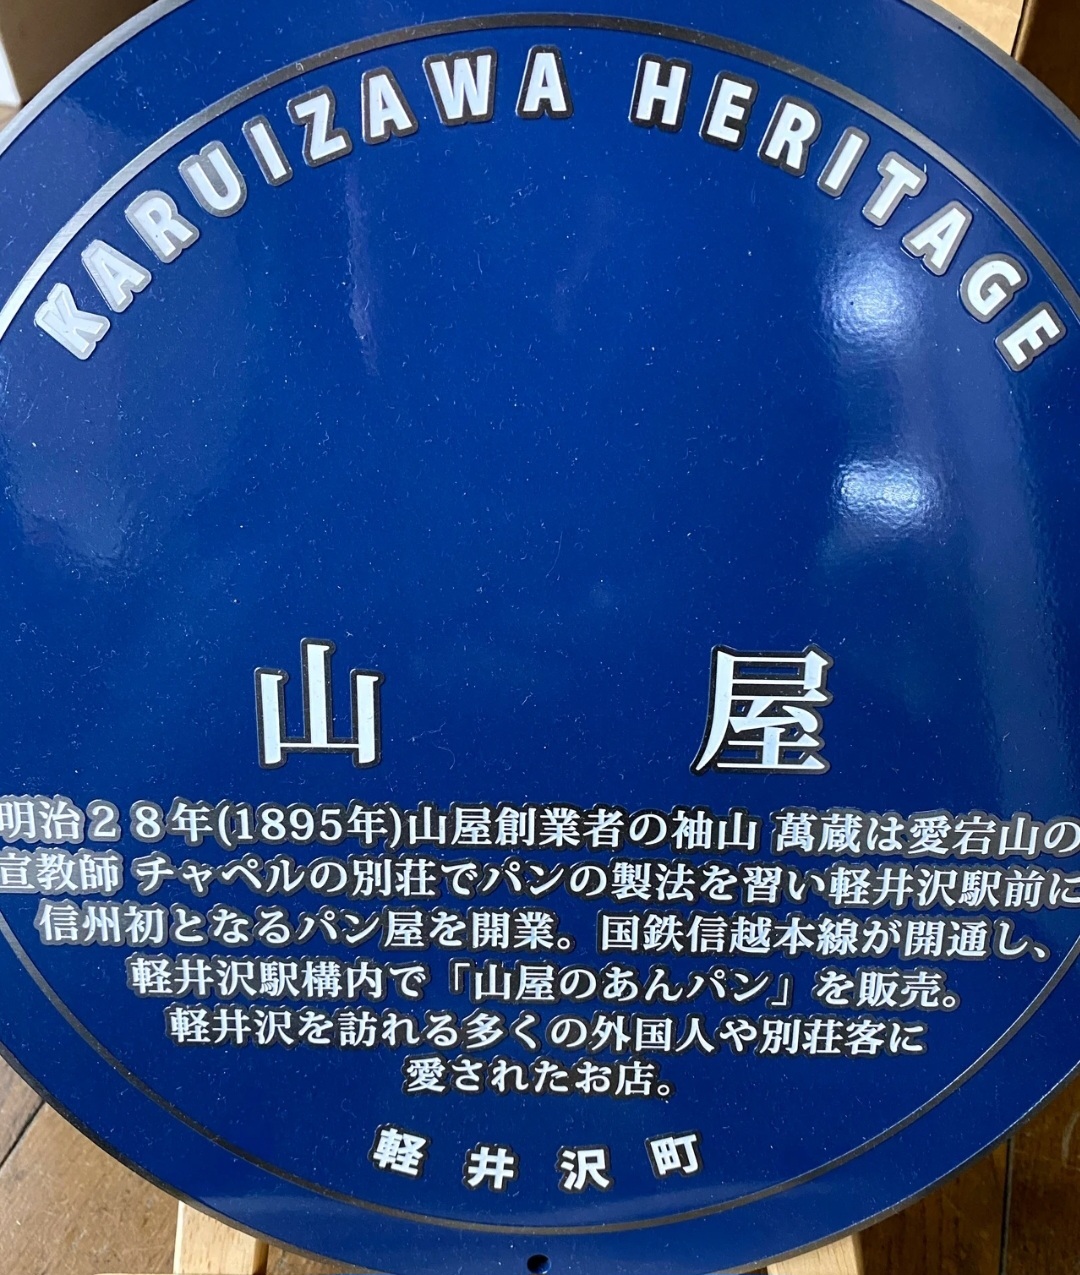 KARUIZAWA HERITAGE
山屋
明治２８年(1895年)山屋創業者の袖山 萬蔵は愛宕山の
宣教師 チャペルの別荘でパンの製法を習い軽井沢駅前に
信州初となるパン屋を開業。国鉄信越本線が開通し、
軽井沢駅構内で「山屋のあんパン」を販売。
軽井沢を訪れる多くの外国人や別荘客に
愛されたお店。
軽井沢町